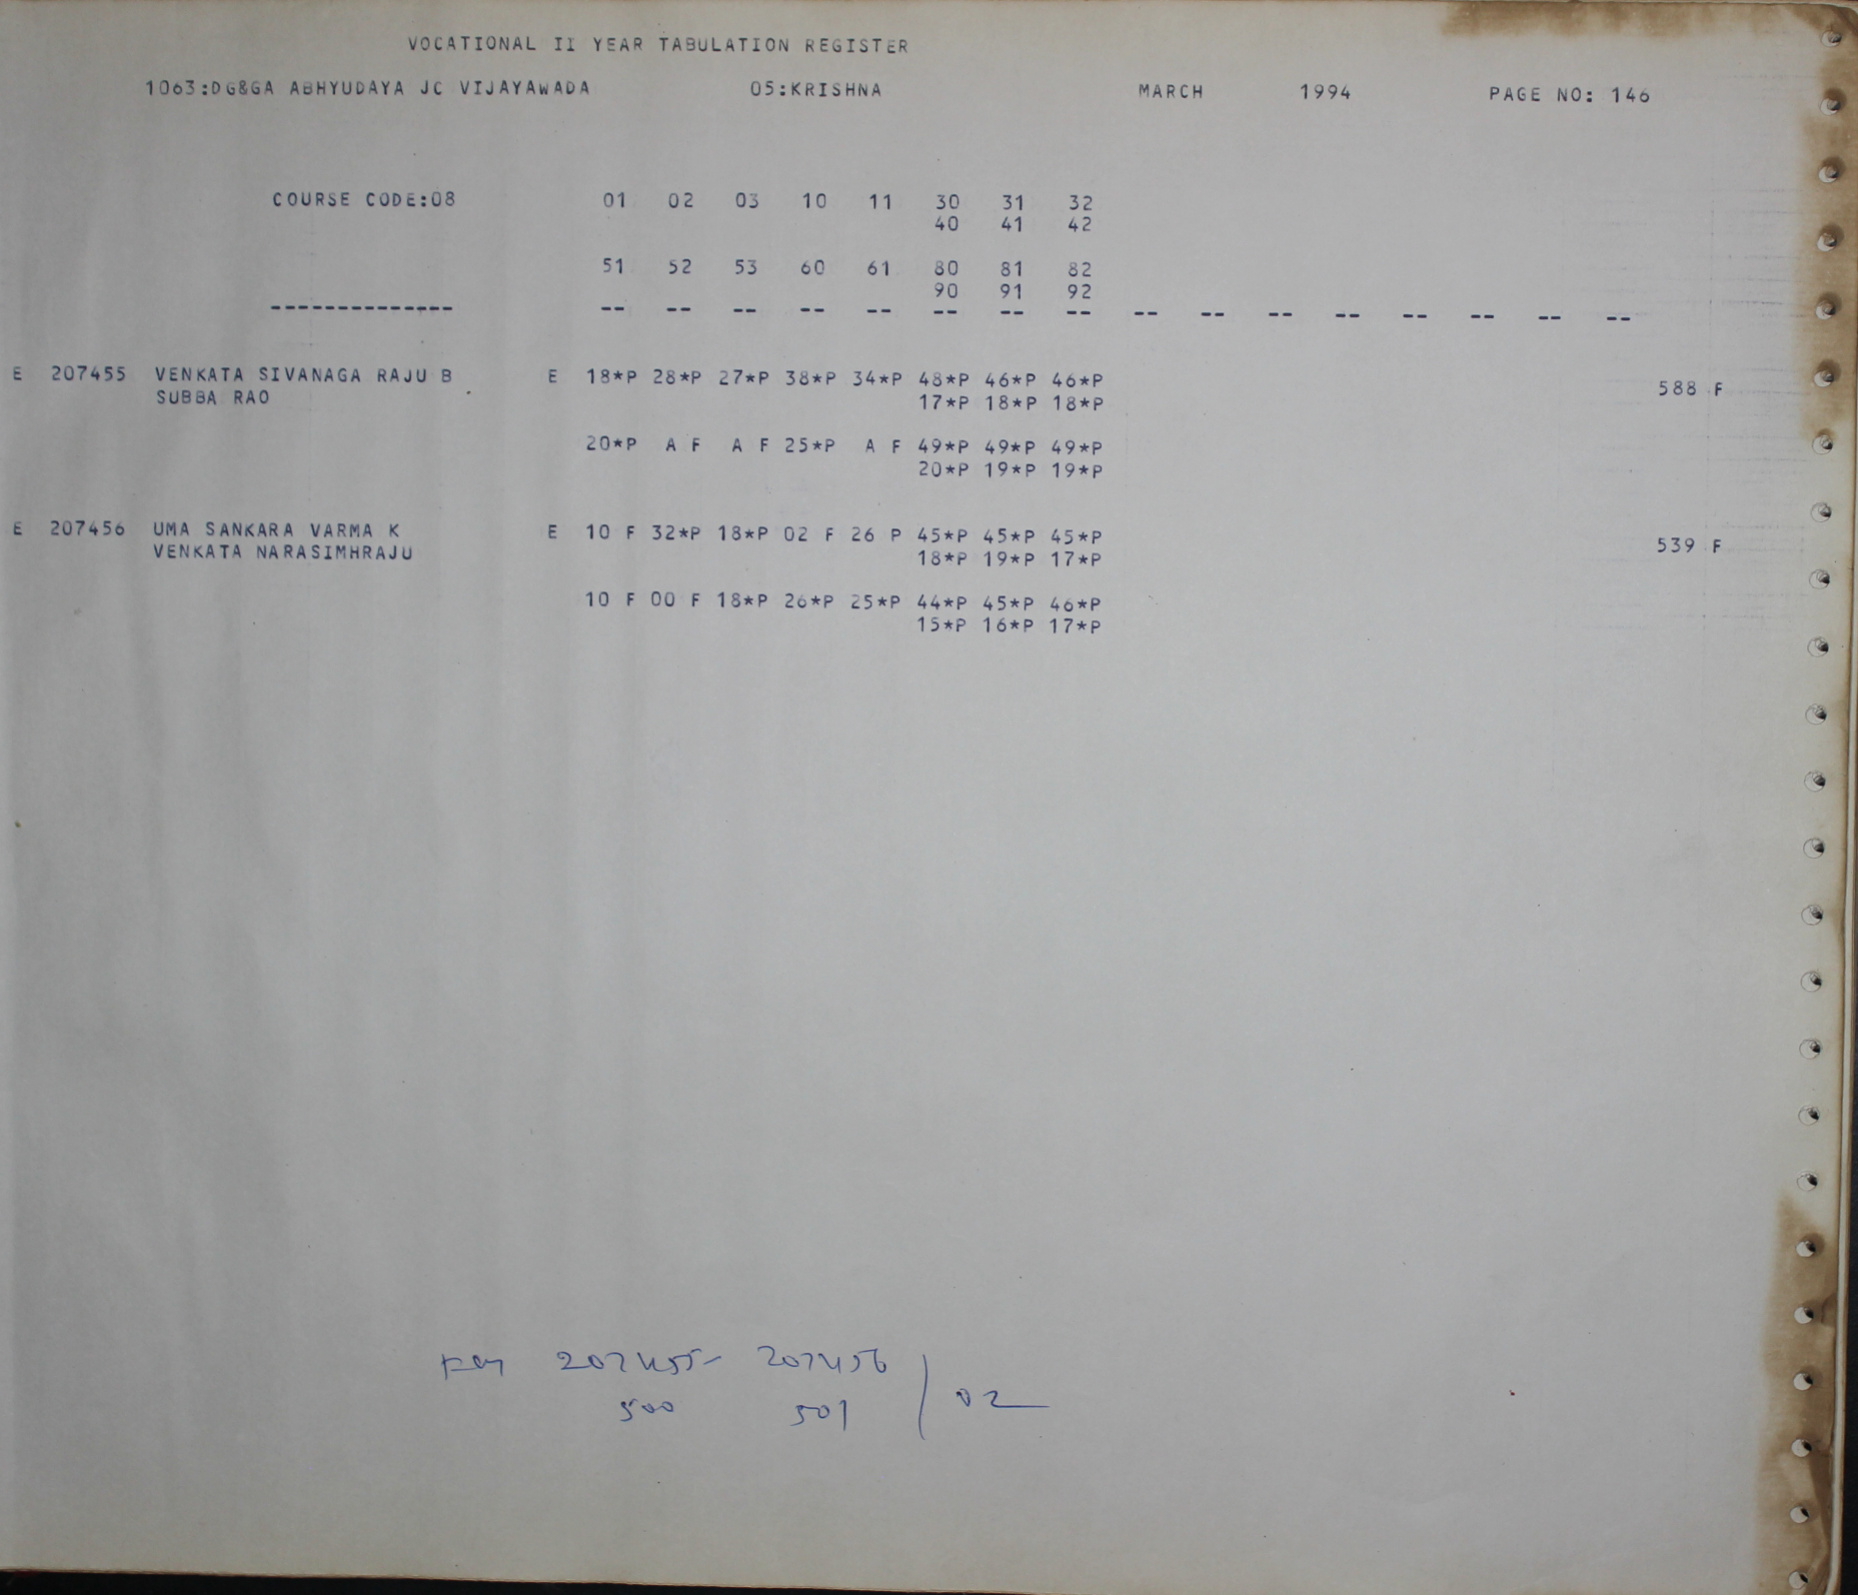 VOCATIONAL II YEAR TABULATION REGISTER
1063:DG&GA ABHYUDAYA JC VIJAYAWADA 05:KRISHNA MARCH 1994 PAGE NO: 146
COURSE CODE:08 01 02 03 10 11 30 31 32
40 41 42
51 52 53 60 61 80 81 82
90 91 92
-------------- -- -- -- -- -- -- -- -- -- -- -- -- -- -- -- --
E 207455 VENKATA SIVANAGA RAJU B E 18*P 28*P 27*P 38*P 34*P 48*P 46*P 46*P 588 F
SUBBA RAO 17*P 18*P 18*P
20*P A F A F 25*P A F 49*P 49*P 49*P
20*P 19*P 19*P
E 207456 UMA SANKARA VARMA K E 10 F 32*P 18*P 02 F 26 P 45*P 45*P 45*P 539 F
VENKATA NARASIMHRAJU 18*P 19*P 17*P
10 F 00 F 18*P 26*P 25*P 44*P 45*P 46*P
15*P 16*P 17*P
207455 207456
500 501 / 02